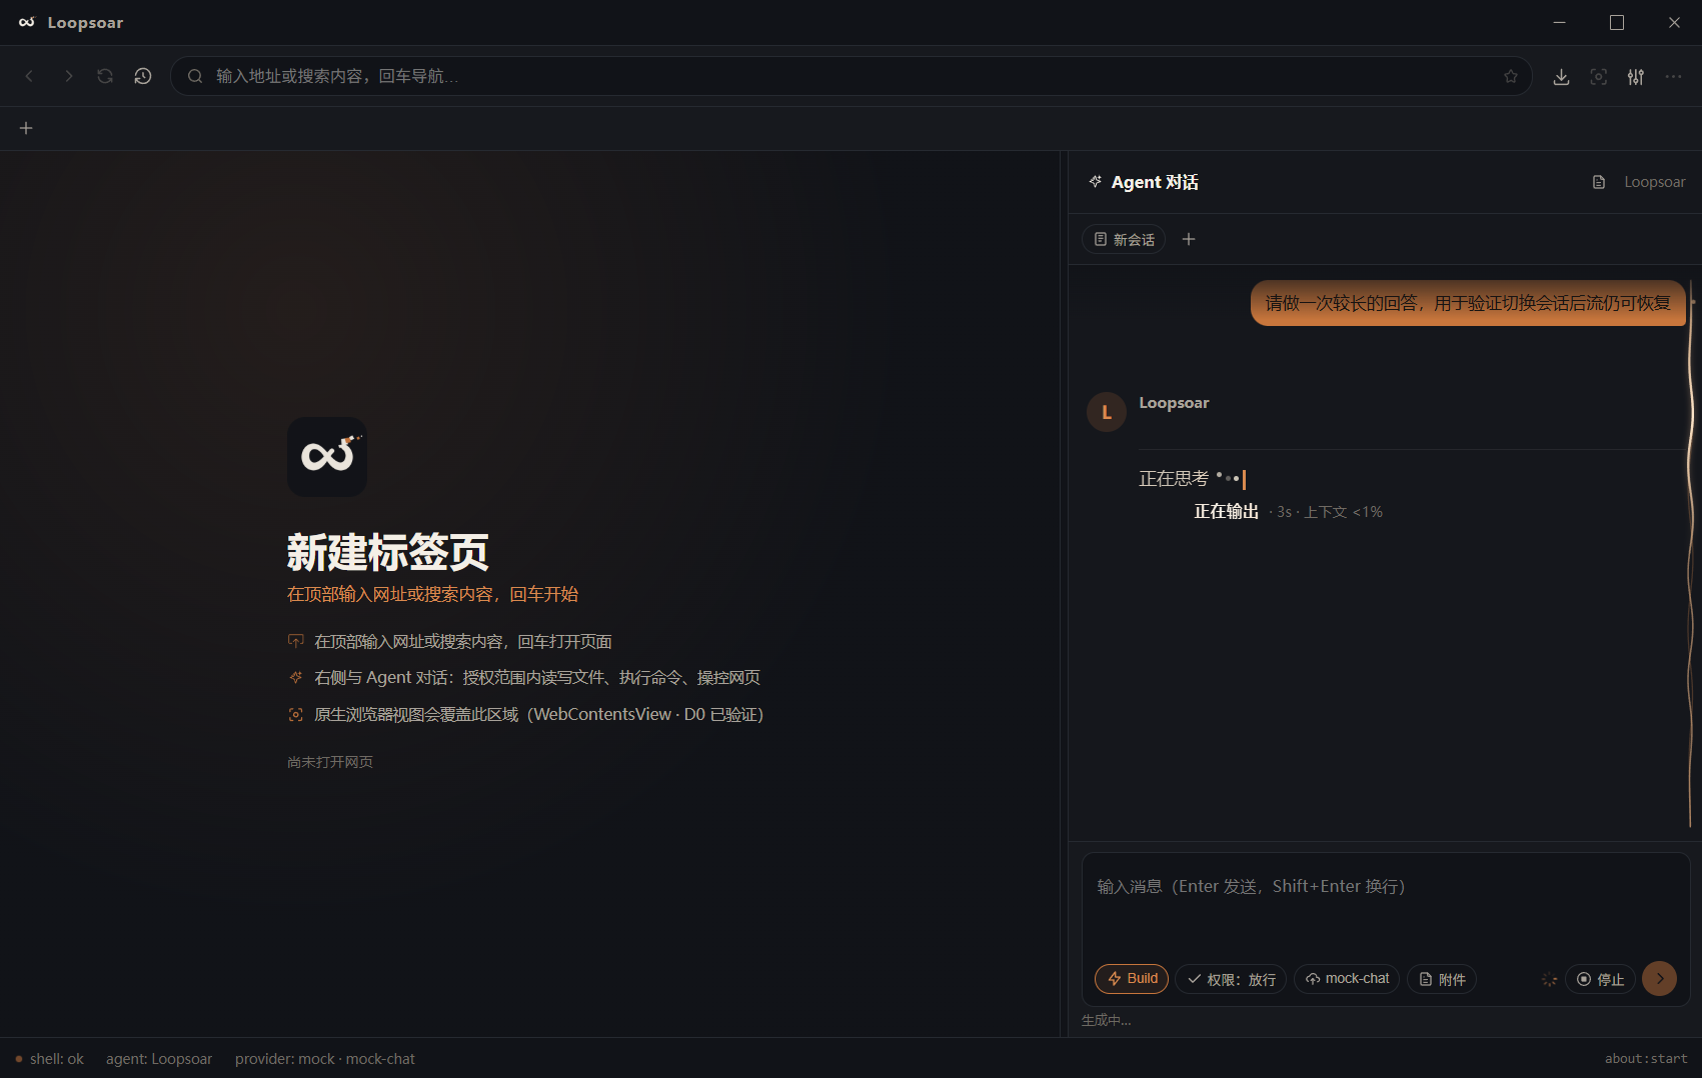 Loopsoar
输入地址或搜索内容，回车导航...
Agent 对话
Loopsoar
新会话
请做一次较长的回答，用于验证切换会话后流仍可恢复
L
Loopsoar
正在思考
正在输出 · 3s · 上下文 <1%
新建标签页
在顶部输入网址或搜索内容，回车开始
在顶部输入网址或搜索内容，回车打开页面
右侧与 Agent 对话：授权范围内读写文件、执行命令、操控网页
原生浏览器视图会覆盖此区域（WebContentsView · D0 已验证）
尚未打开网页
输入消息（Enter 发送，Shift+Enter 换行）
Build
权限：放行
mock-chat
附件
停止
生成中...
shell: ok
agent: Loopsoar
provider: mock · mock-chat
about:start